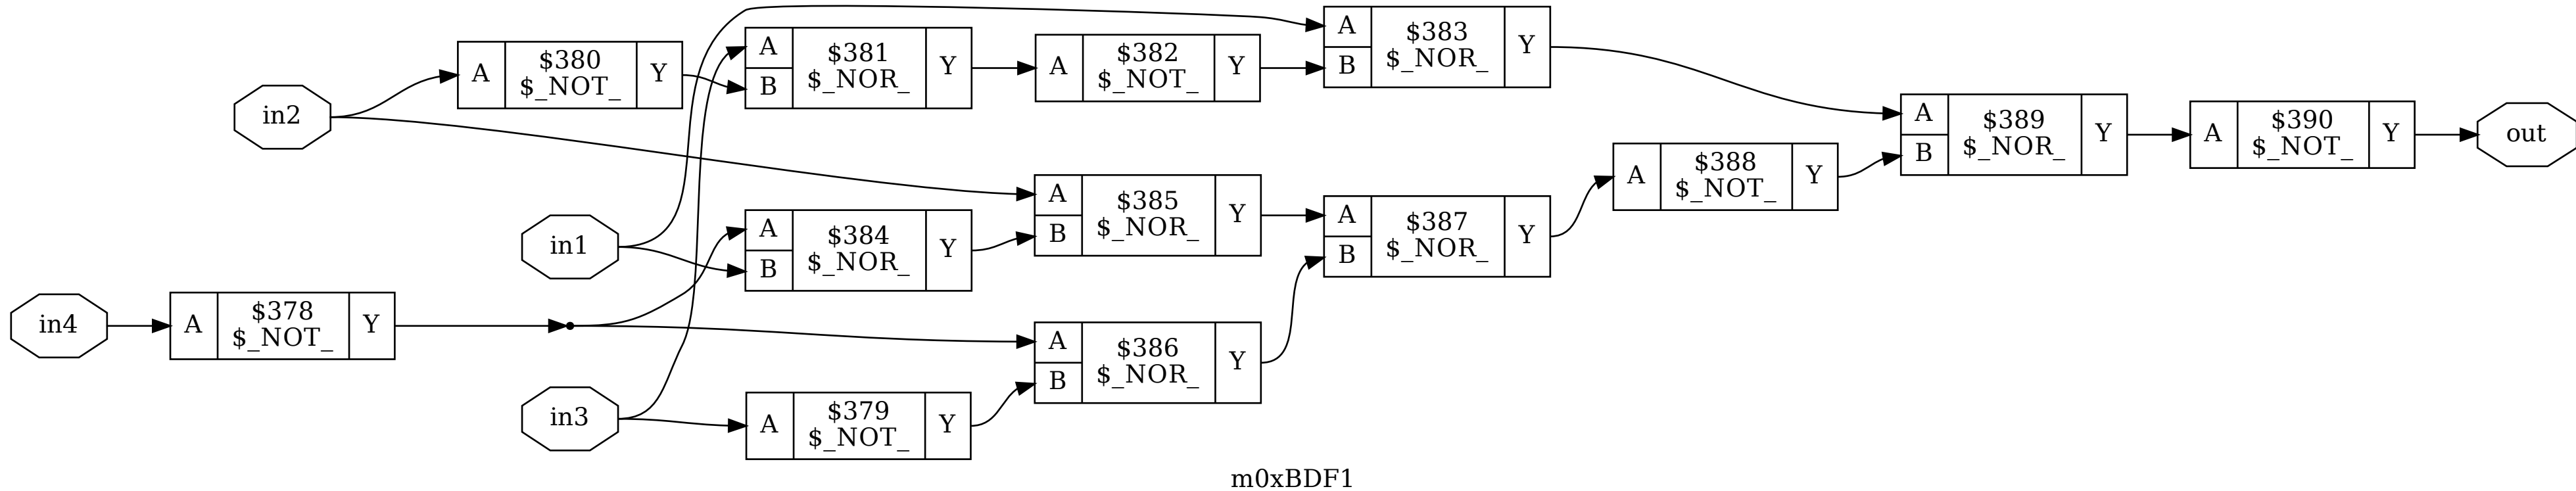 in2
A $380 $_NOT_ Y
A B $381 $_NOR_ Y
A $382 $_NOT_ Y
A B $383 $_NOR_ Y
A B $389 $_NOR_ Y
A $390 $_NOT_ Y
out
in1
A B $384 $_NOR_ Y
A B $385 $_NOR_ Y
A B $387 $_NOR_ Y
A $388 $_NOT_ Y
in4
A $378 $_NOT_ Y
A B $386 $_NOR_ Y
in3
A $379 $_NOT_ Y
m0xBDF1